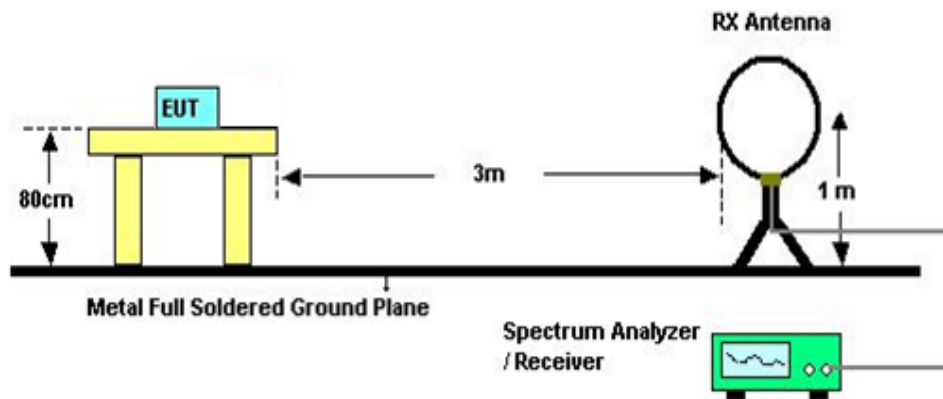 RX Antenna
EUT
3m
80cm
1 m
Metal Full Soldered Ground Plane
Spectrum Analyzer
/ Receiver